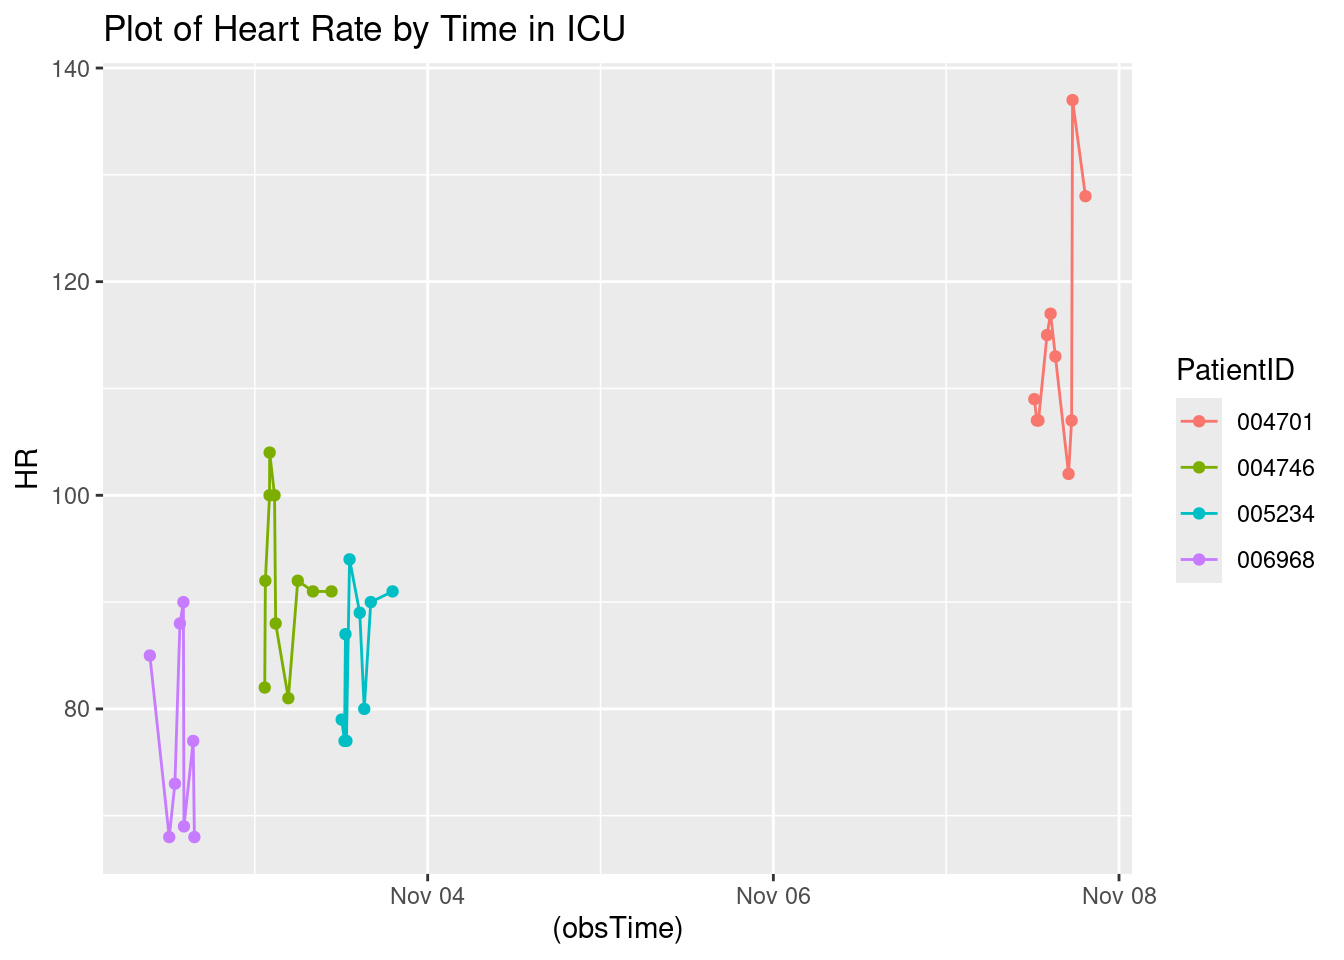 Plot of Heart Rate by Time in ICU
140
120
100
80
HR
Nov 04
Nov 06
Nov 08
(obsTime)
PatientID
004701
004746
005234
006968